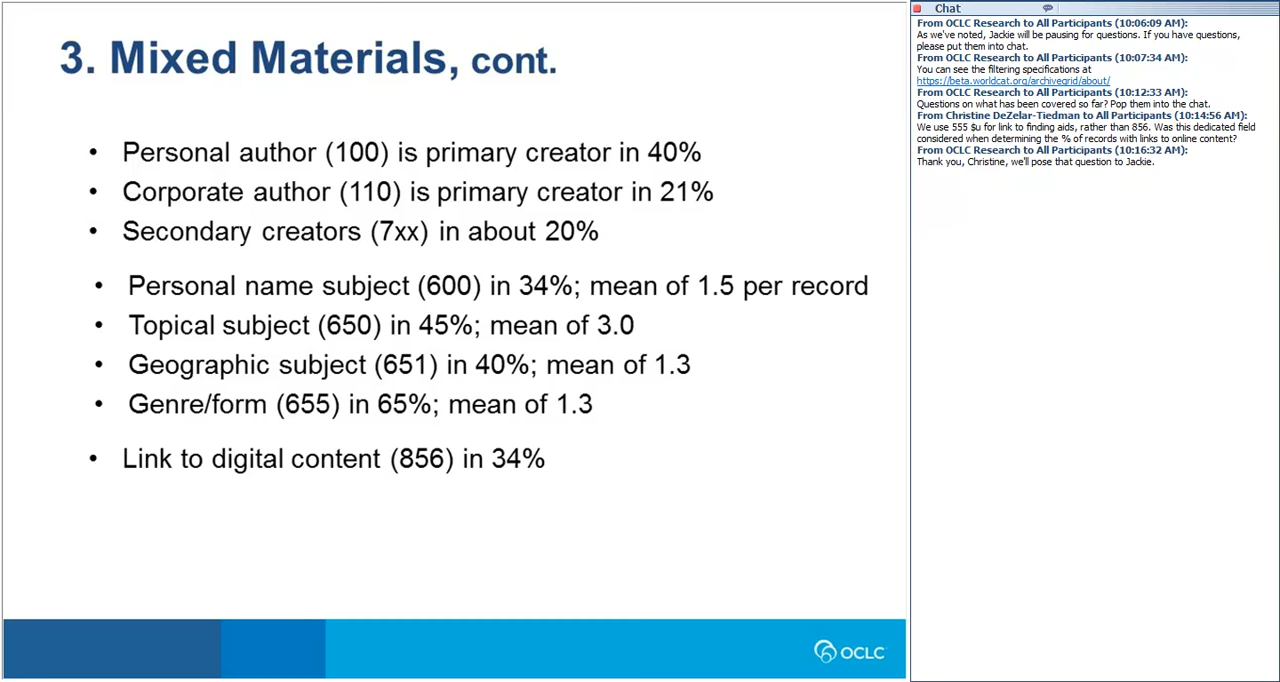 3. Mixed Materials, cont.
• Personal author (100) is primary creator in 40%
• Corporate author (110) is primary creator in 21%
• Secondary creators (7xx) in about 20%
• Personal name subject (600) in 34%; mean of 1.5 per record
• Topical subject (650) in 45%; mean of 3.0
• Geographic subject (651) in 40%; mean of 1.3
• Genre/form (655) in 65%; mean of 1.3
• Link to digital content (856) in 34%
OCLC
Chat
From OCLC Research to All Participants (10:06:09 AM):
As we've noted, Jackie will be pausing for questions. If you have questions,
please put them into chat.
From OCLC Research to All Participants (10:07:34 AM):
You can see the filtering specifications at
https://beta.worldcat.org/archivegrid/about/
From OCLC Research to All Participants (10:12:33 AM):
Questions on what has been covered so far? Pop them into the chat.
From Christine DeZelar-Tiedman to All Participants (10:14:56 AM):
We use 555 $u for link to finding aids, rather than 856. Was this dedicated field
considered when determining the % of records with links to online content?
From OCLC Research to All Participants (10:16:32 AM):
Thank you, Christine, we'll pose that question to Jackie.